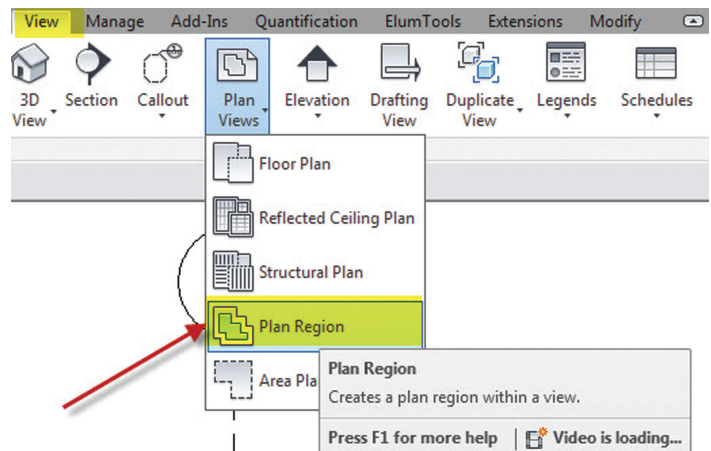 View Manage Add-Ins Quantification ElumTools Extensions Modify
3D View Section Callout Plan Views Elevation Drafting View Duplicate View Legends Schedules
Floor Plan
Reflected Ceiling Plan
Structural Plan
Plan Region
Area Pla
Plan Region
Creates a plan region within a view.
Press F1 for more help Video is loading...